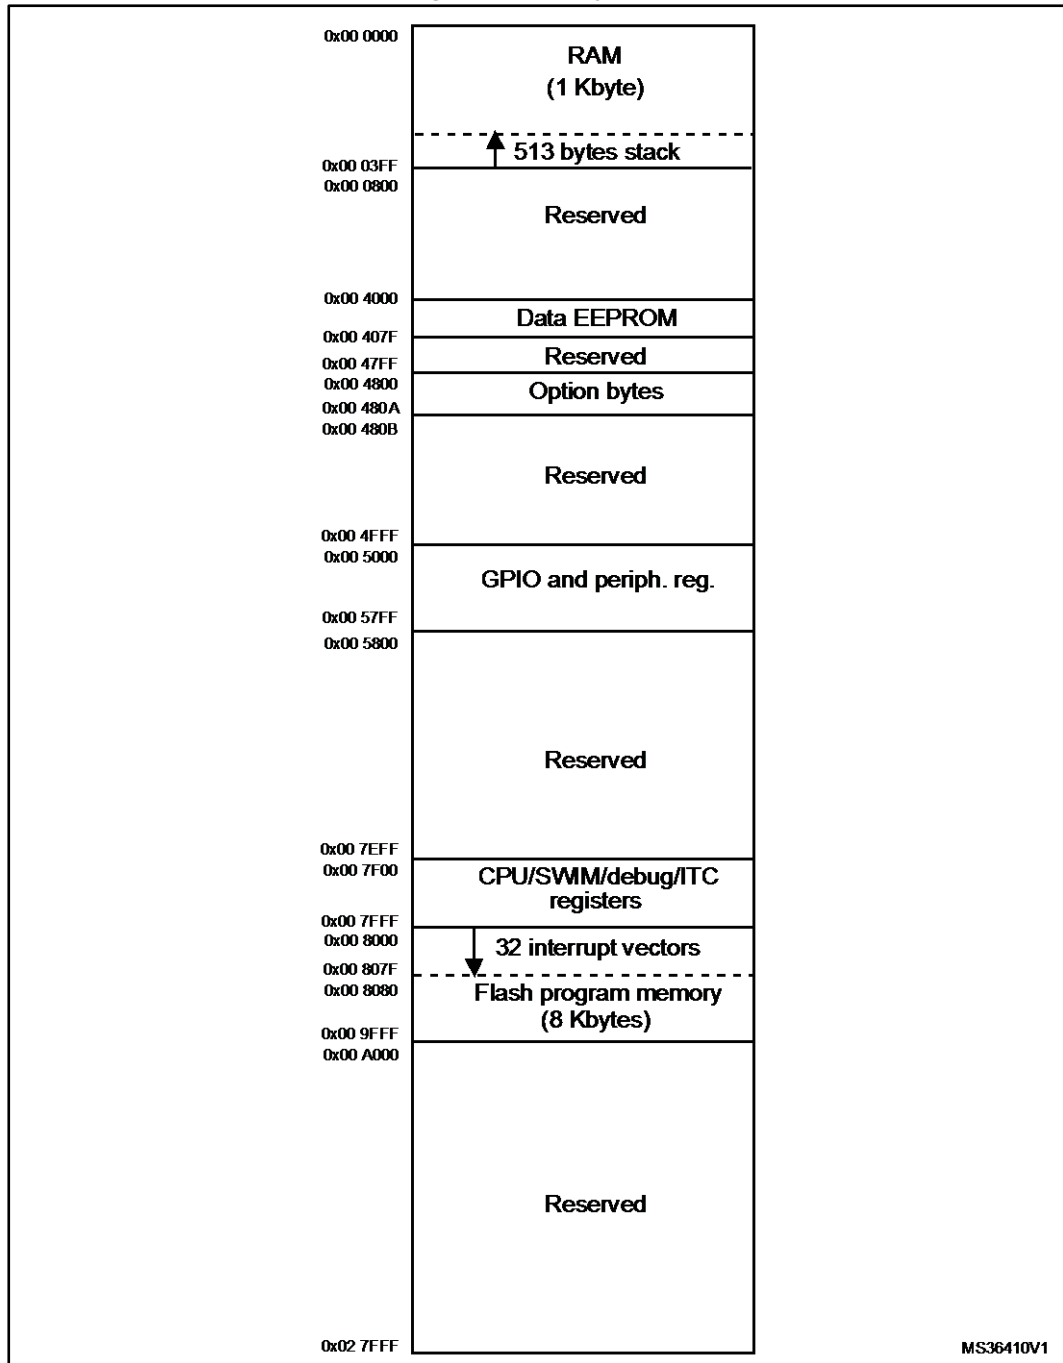 0x00 0000
RAM
(1 Kbyte)
513 bytes stack
0x00 03FF
0x00 0800
Reserved
0x00 4000
Data EEPROM
0x00 407F
Reserved
0x00 47FF
0x00 4800
Option bytes
0x00 480A
0x00 480B
Reserved
0x00 4FFF
0x00 5000
GPIO and periph. reg.
0x00 57FF
0x00 5800
Reserved
0x00 7EFF
0x00 7F00
CPU/SWIM/debug/ITC
registers
0x00 7FFF
0x00 8000
32 interrupt vectors
0x00 807F
0x00 8080
Flash program memory
(8 Kbytes)
0x00 9FFF
0x00 A000
Reserved
0x02 7FFF
MS36410V1